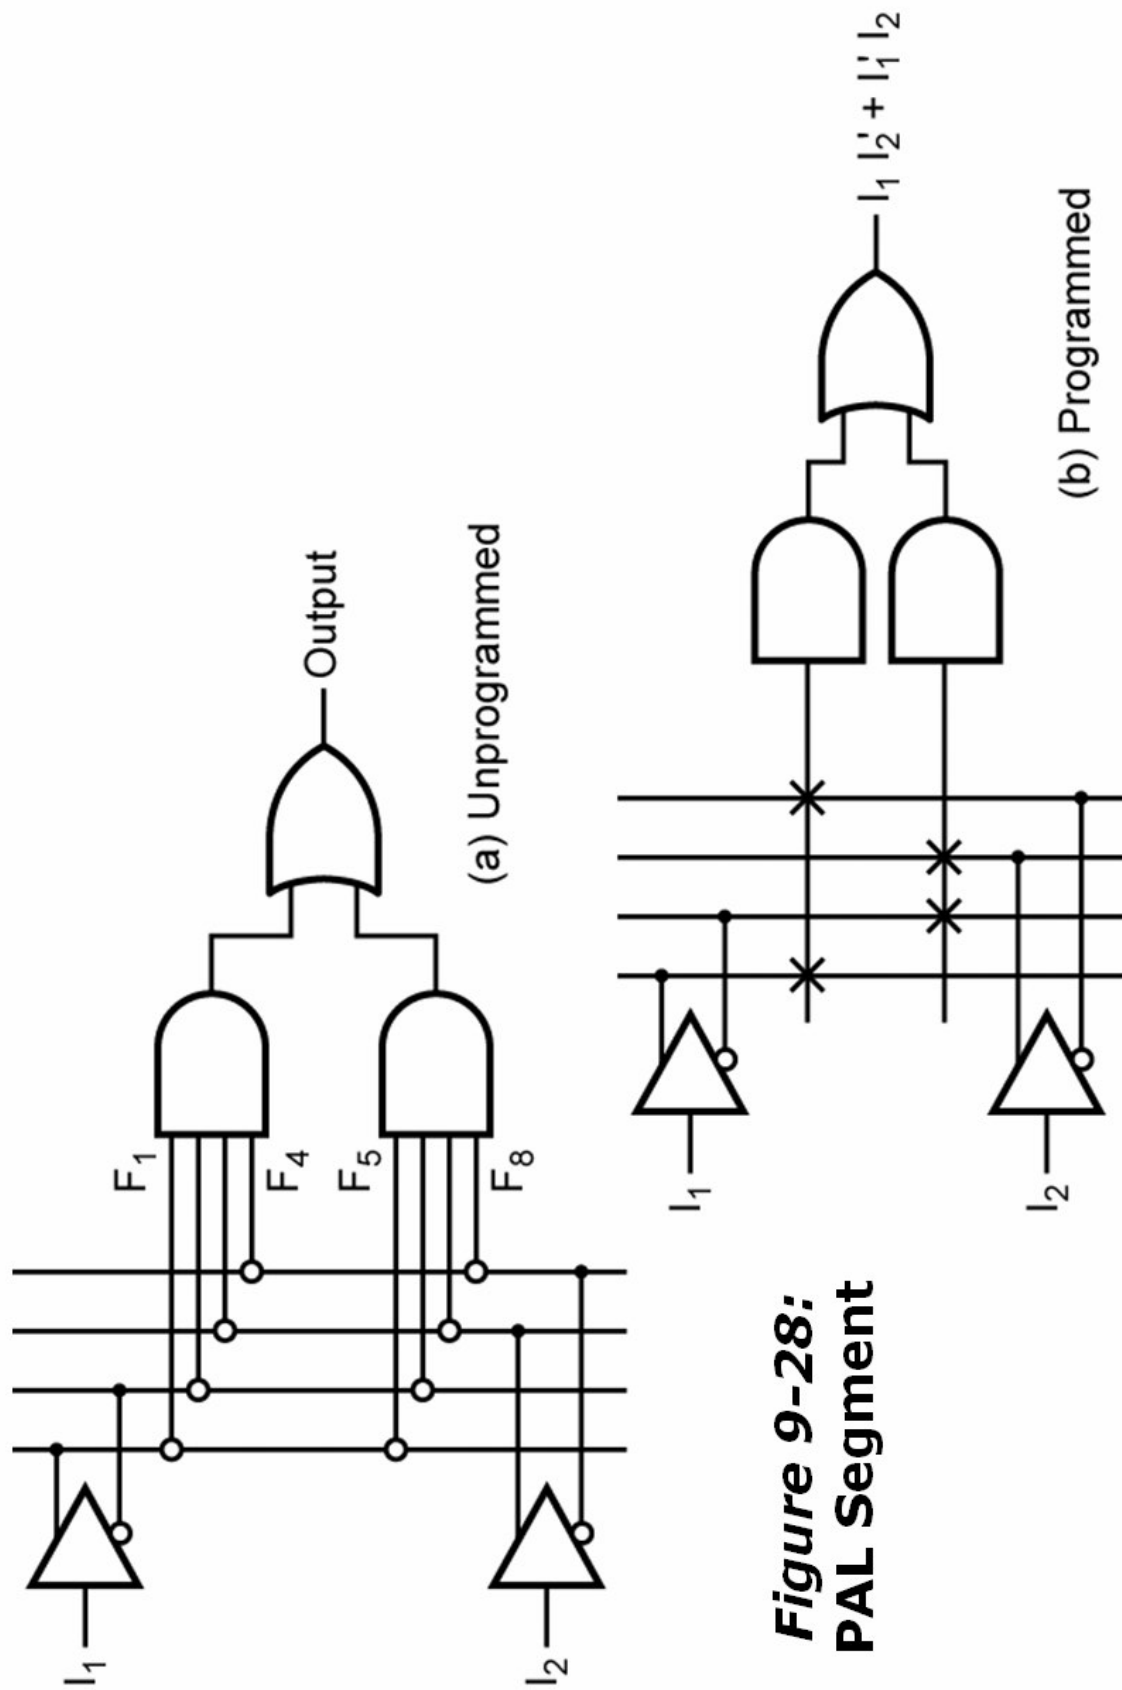 I₁
I₂
F₁
F₄
F₅
F₈
Output
(a) Unprogrammed
Figure 9-28:
PAL Segment
I₁
I₂
I₁ I₂' + I₁' I₂
(b) Programmed